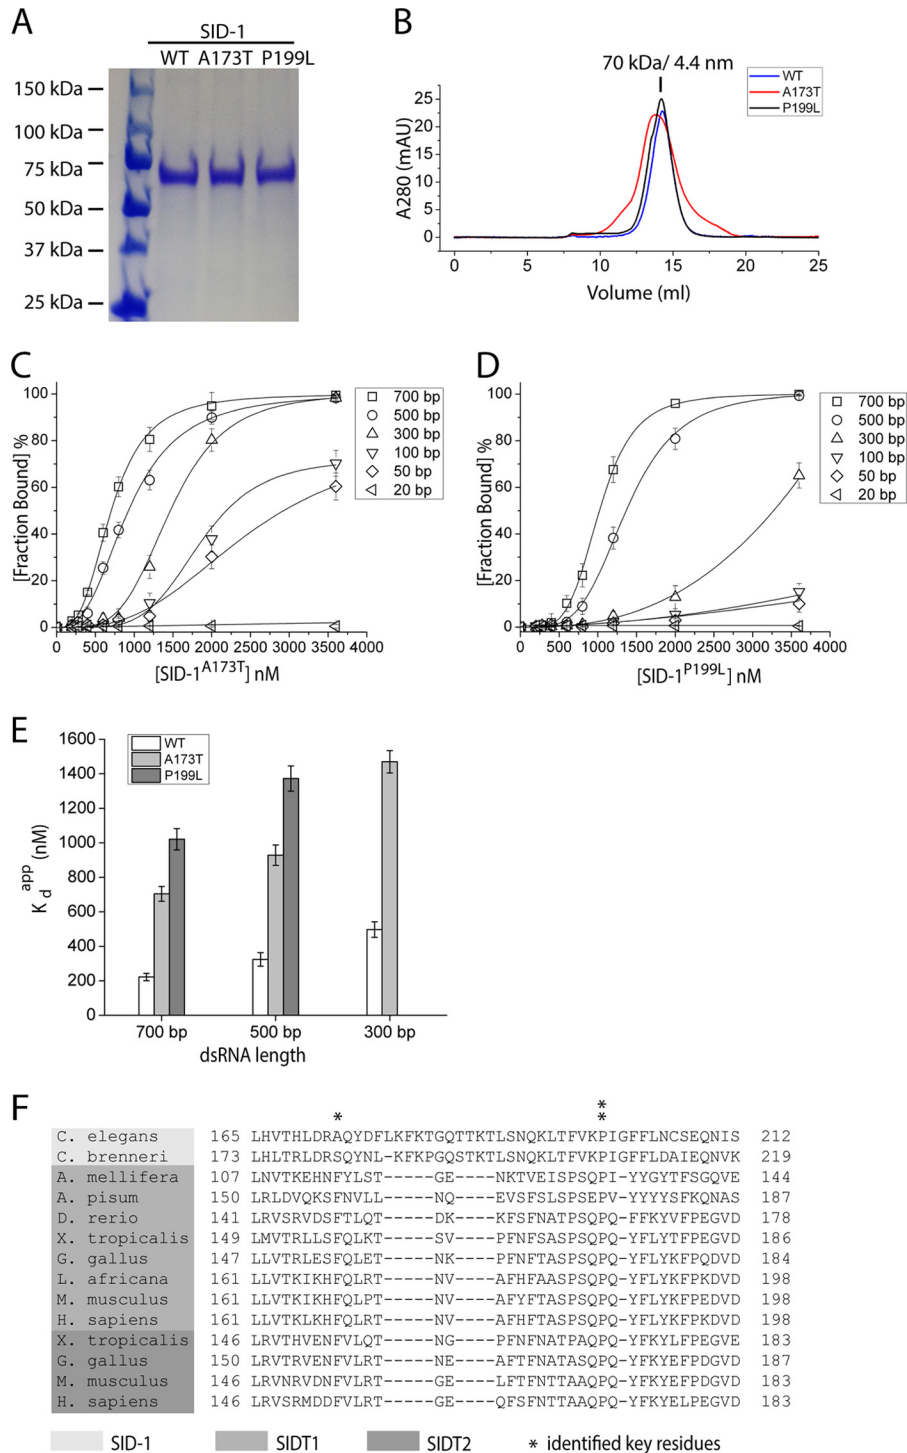 A
SID-1
WT A173T P199L
150 kDa
100 kDa
75 kDa
50 kDa
37 kDa
25 kDa
B
70 kDa/ 4.4 nm
WT
A173T
P199L
A280 (mAU)
25
20
15
10
5
0
0 5 10 15 20 25
Volume (ml)
C
[Fraction Bound] %
100
80
60
40
20
0
0 500 1000 1500 2000 2500 3000 3500 4000
[SID-1A173T] nM
700 bp
500 bp
300 bp
100 bp
50 bp
20 bp
D
[Fraction Bound] %
100
80
60
40
20
0
0 500 1000 1500 2000 2500 3000 3500 4000
[SID-1P199L] nM
700 bp
500 bp
300 bp
100 bp
50 bp
20 bp
E
WT
A173T
P199L
Kdapp (nM)
1600
1400
1200
1000
800
600
400
200
0
700 bp 500 bp 300 bp
dsRNA length
F
* *
*
C. elegans 165 LHVTHLDRAQYDFLKFKTGQTTKTLSNQKLTFVKPIGFFLNCSEQNIS 212
C. brenneri 173 LHLTRLDRSQYNL-KFKPGQSTKTLSNQKLTFVKPIGFFLDAIEQNVK 219
A. mellifera 107 LNVTKEHNFYLST-----GE----NKTVEISPSQPI-YYGYTFSGQVE 144
A. pisum 150 LRLDVQKSFNVLL-----NQ----EVSFSLSPSEPV-YYYYSFKQNAS 187
D. rerio 141 LRVSRVDSFTLQT-----DK----KFSFNATPSQPQ-FFKYVFPEGVD 178
X. tropicalis 149 LMVTRLLSFQLKT-----SV----PFNFSASPSQPQ-YFLYTFPEGVD 186
G. gallus 147 LLVTRLESFQLET-----NK----PFNFTASPSQPQ-YFLYKFPQDVD 184
L. africana 161 LLVTKIKHFQLRT-----NV----AFHFAASPSQPQ-YFLYKFPKDVD 198
M. musculus 161 LLVTKIKHFQLPT-----NV----AFYFTASPSQPQ-YFLYKFPEDVD 198
H. sapiens 161 LLVTKLKHFQLRT-----NV----AFHFTASPSQPQ-YFLYKFPKDVD 198
X. tropicalis 146 LRVTHVENFVLQT-----NG----PFNFNATPAQPQ-YFKYLFPEGVE 183
G. gallus 150 LRVTRVENFVLRT-----NE----AFTFNATASQPQ-YFKYEFPDGVD 187
M. musculus 146 LRVNRVDNFVLRT-----GE----LFTFNTTAAQPQ-YFKYEFPDGVD 183
H. sapiens 146 LRVSRMDDFVLRT-----GE----QFSFNTTAAQPQ-YFKYEFPEGVD 183
SID-1 SIDT1 SIDT2 * identified key residues